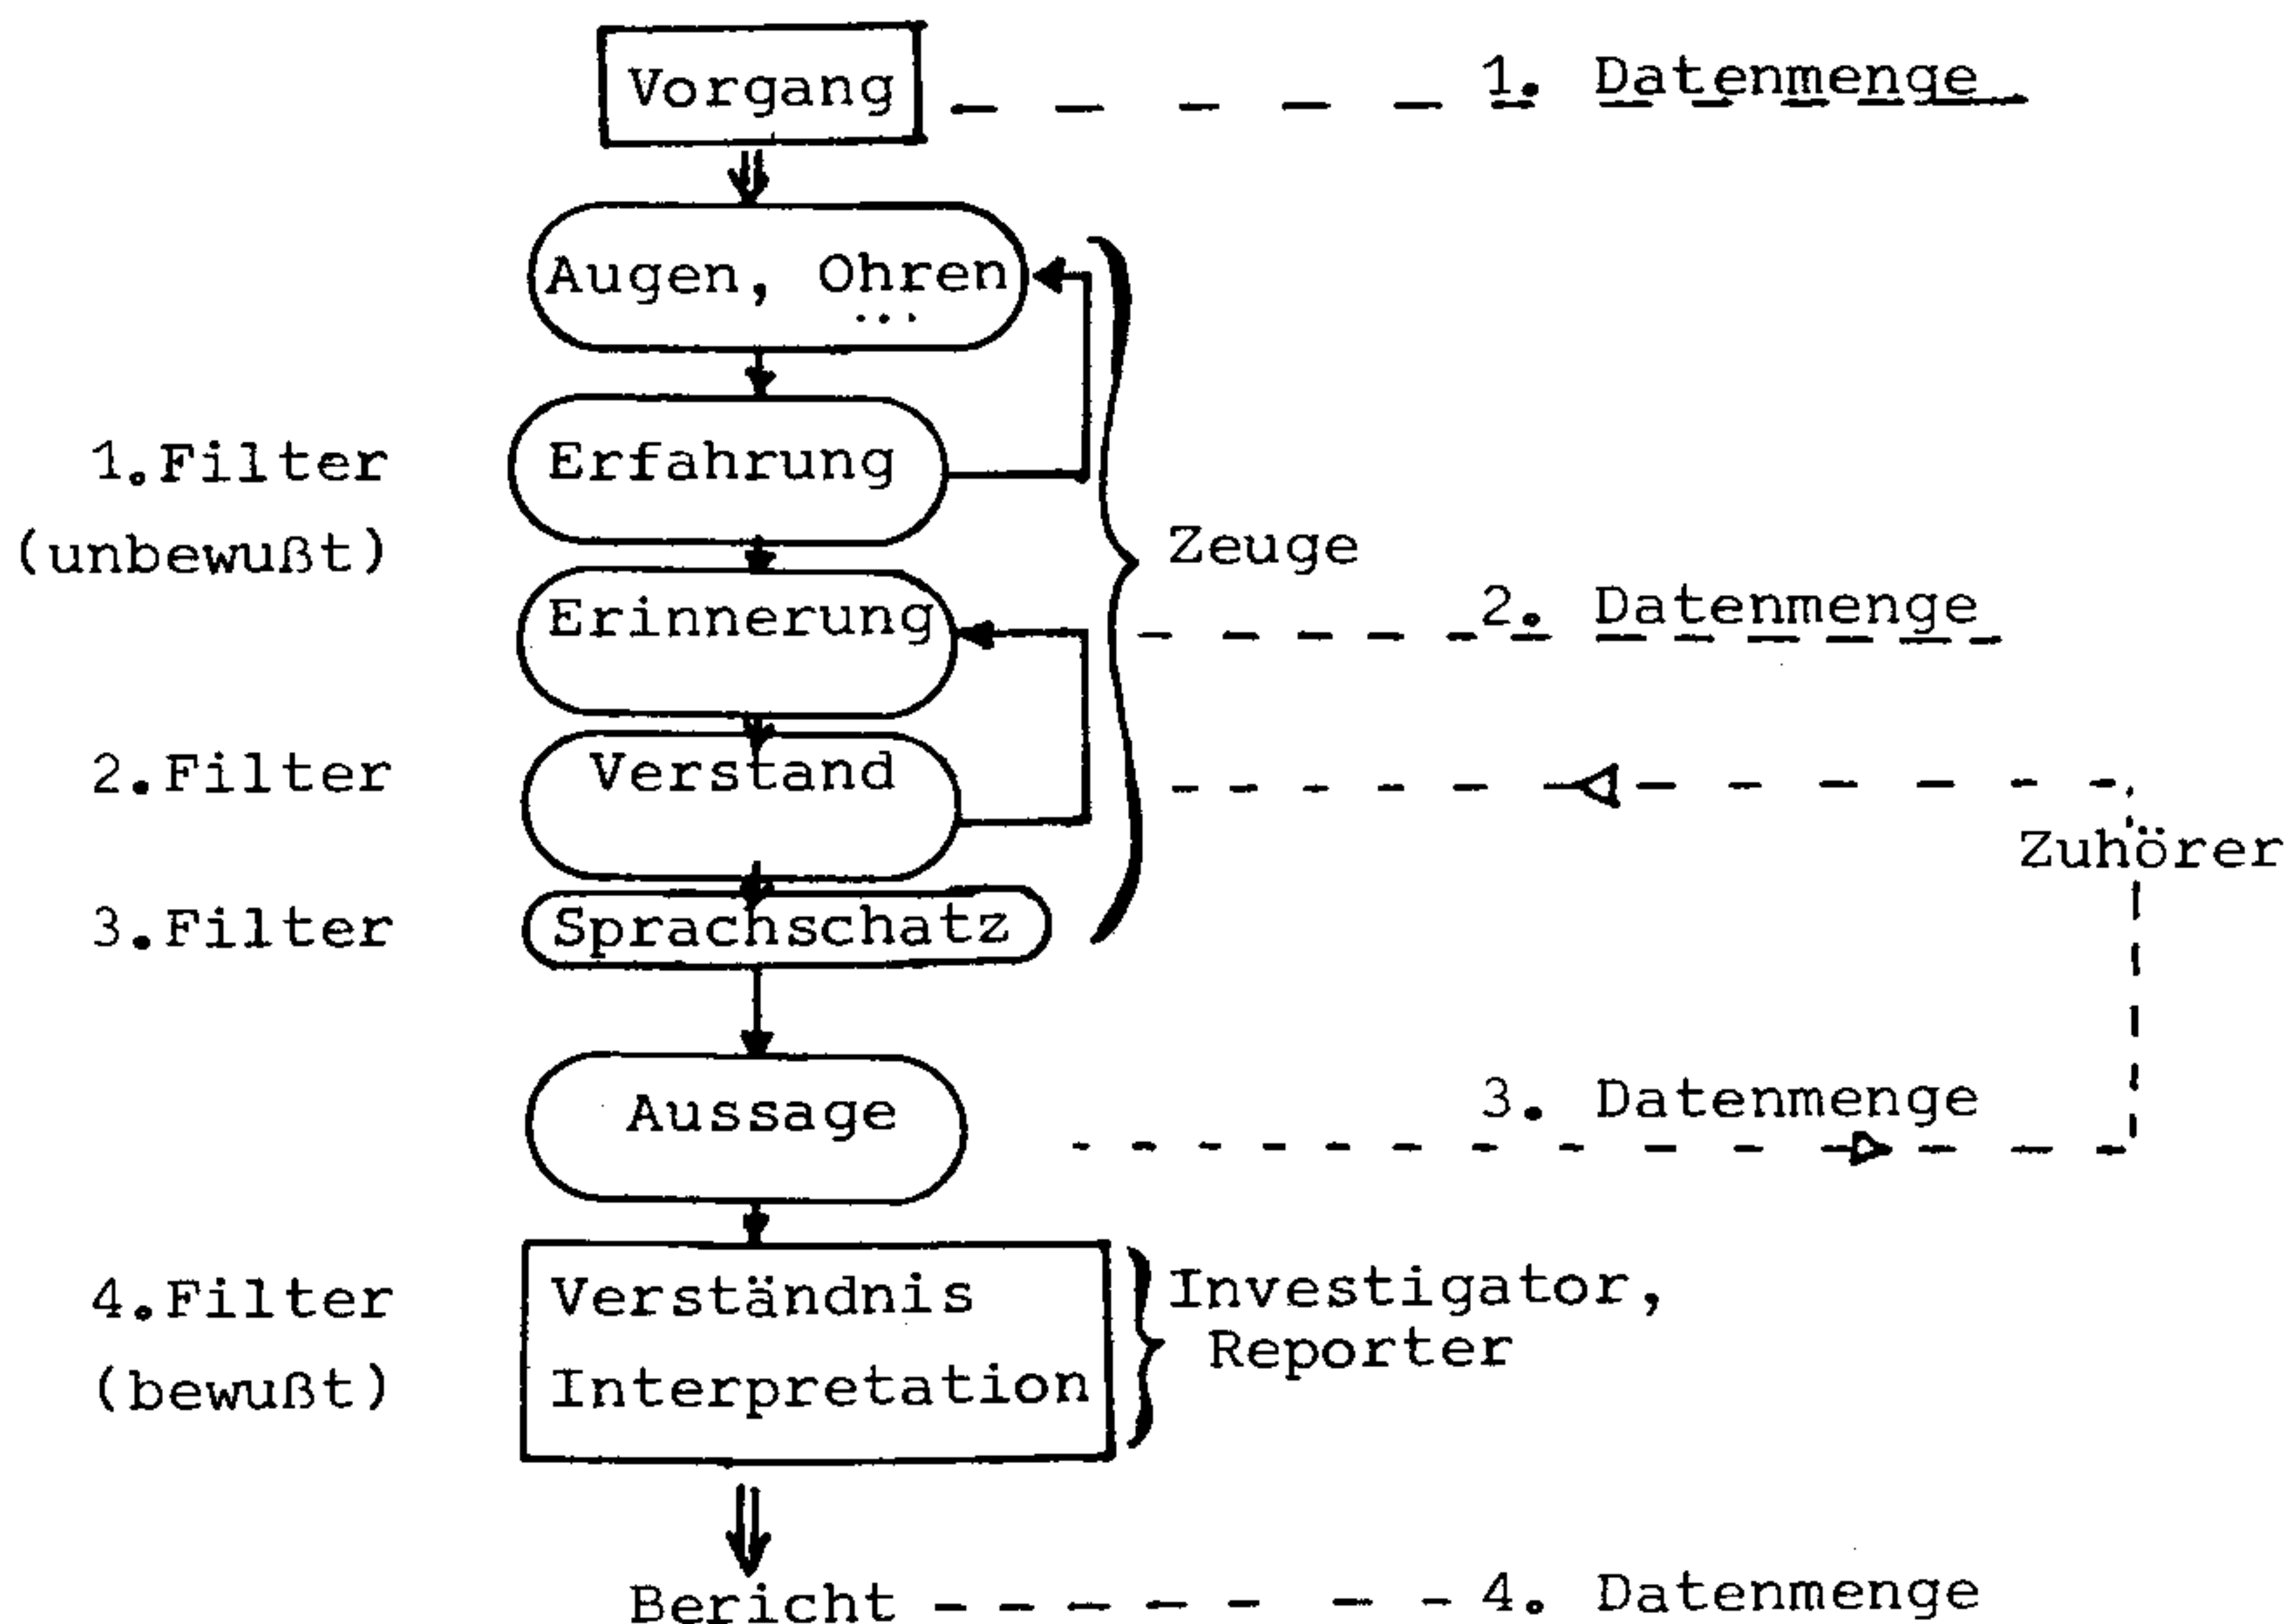 Vorgang
1. Datenmenge
Augen, Ohren
...
1.Filter
Erfahrung
(unbewußt)
Zeuge
Erinnerung
2. Datenmenge
2.Filter
Verstand
Zuhörer
3.Filter
Sprachschatz
Aussage
3. Datenmenge
4.Filter
Verständnis
Investigator,
Reporter
(bewußt)
Interpretation
Bericht
4. Datenmenge